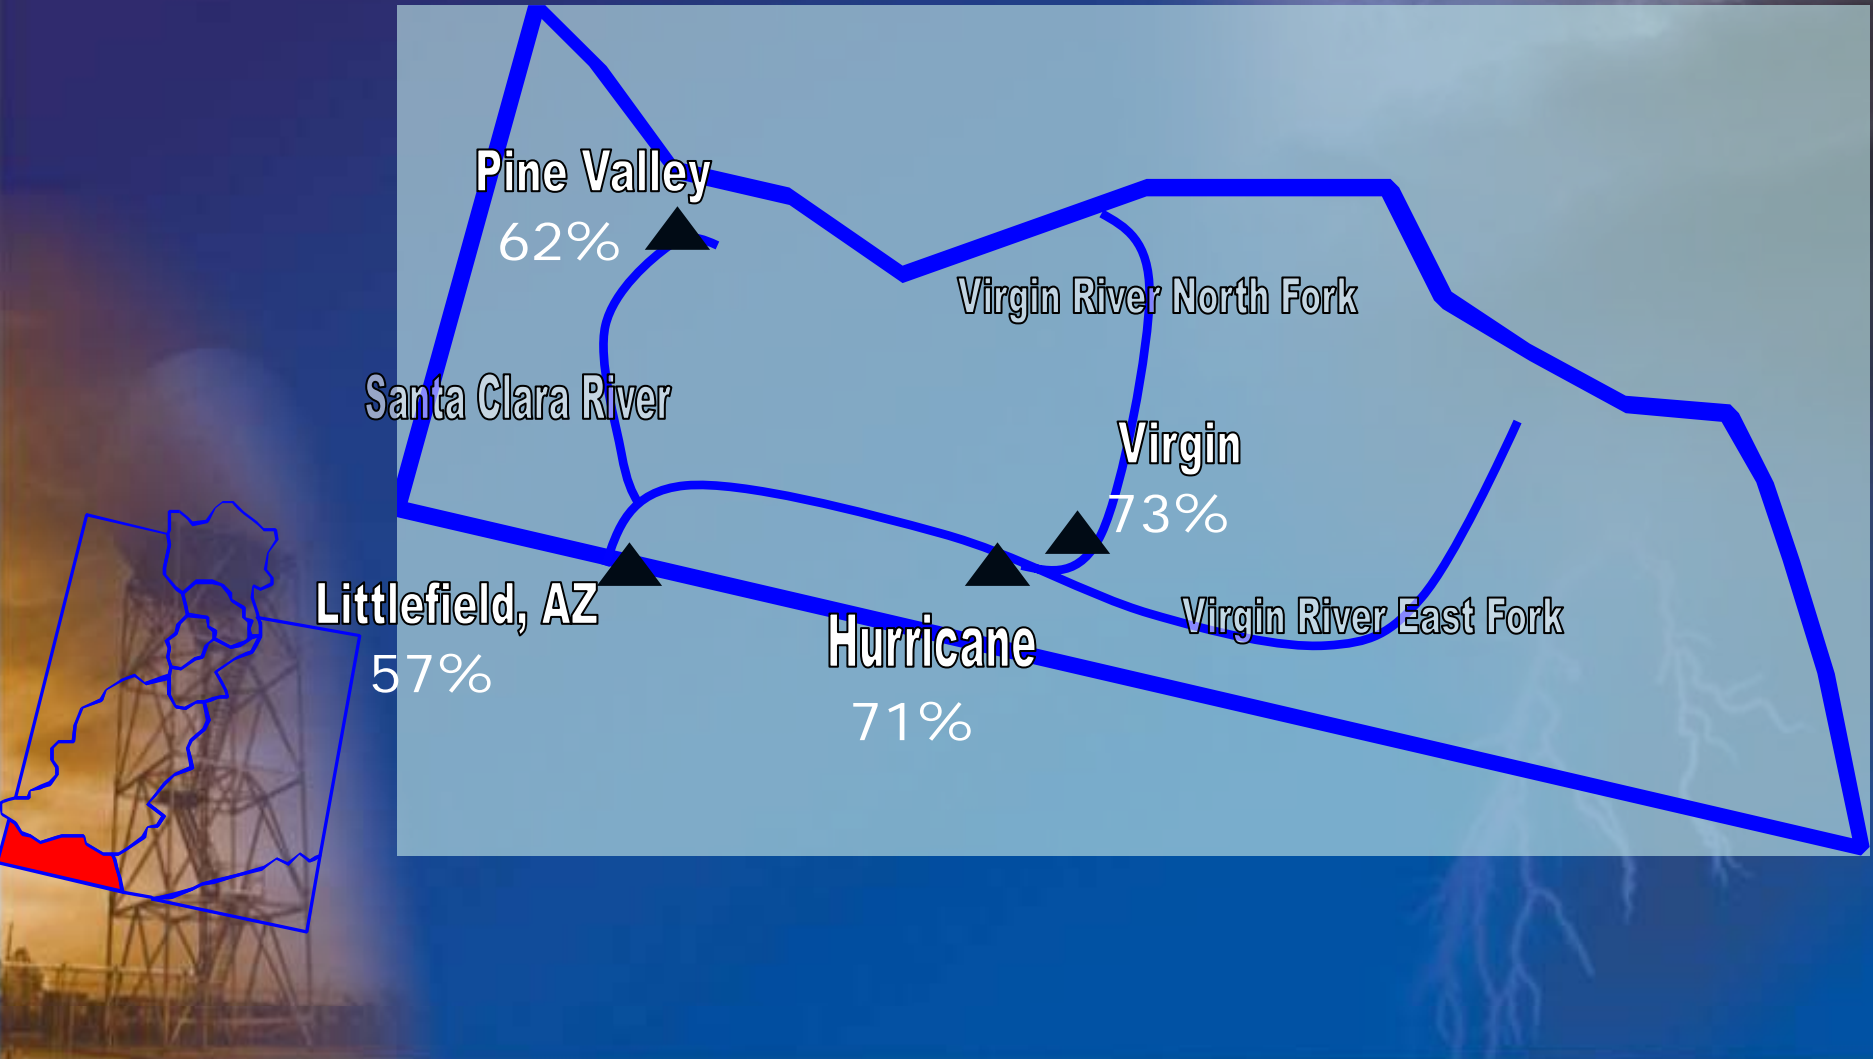 Pine Valley
62%
Virgin River North Fork
Santa Clara River
Virgin
73%
Littlefield, AZ
57%
Hurricane
71%
Virgin River East Fork